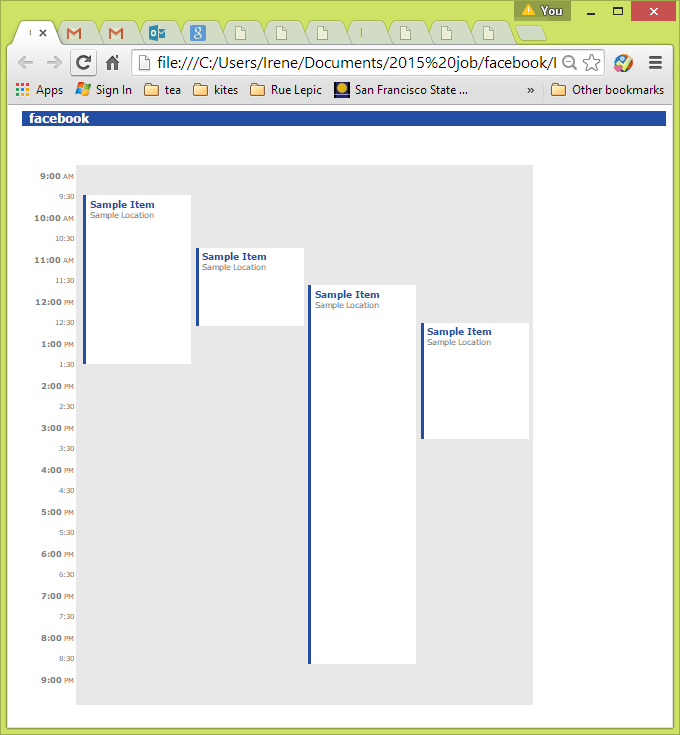 You
file:///C:/Users/Irene/Documents/2015%20job/facebook/
Apps Sign In tea kites Rue Lepic San Francisco State ... » Other bookmarks
facebook
9:00 AM
9:30
Sample Item
Sample Location
10:00 AM
10:30
Sample Item
Sample Location
11:00 AM
11:30
Sample Item
Sample Location
12:00 PM
12:30
Sample Item
Sample Location
1:00 PM
1:30
2:00 PM
2:30
3:00 PM
3:30
4:00 PM
4:30
5:00 PM
5:30
6:00 PM
6:30
7:00 PM
7:30
8:00 PM
8:30
9:00 PM